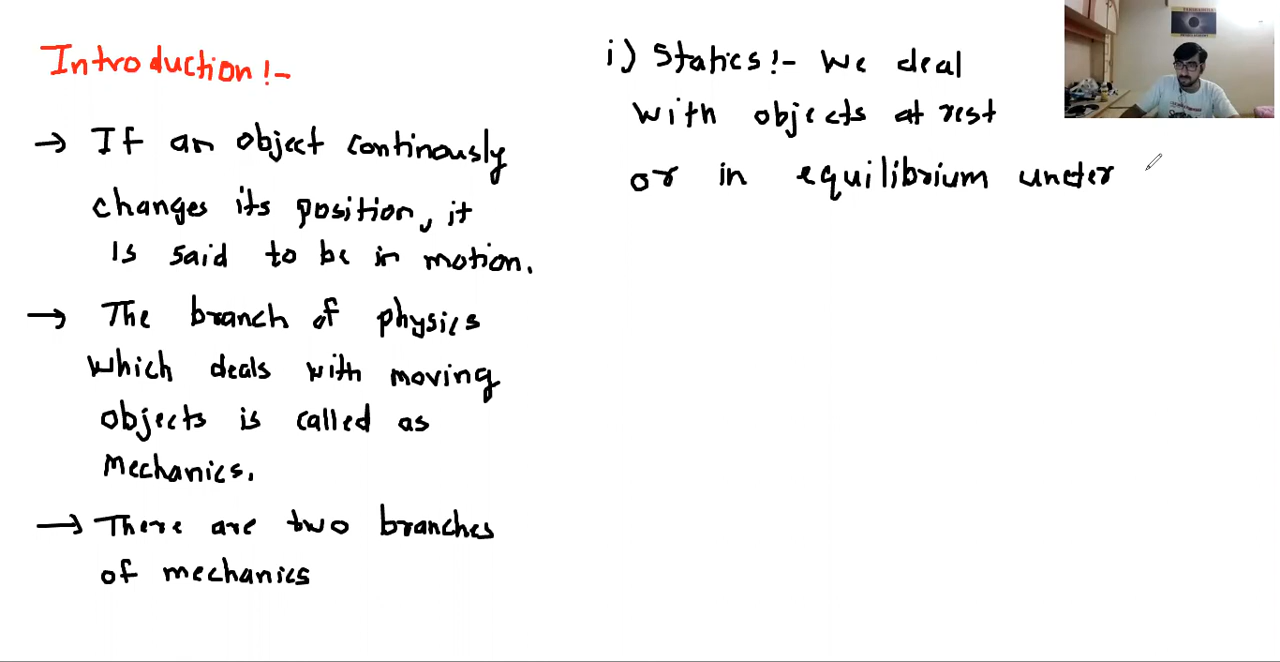 Introduction:-
→ If an object continously
changes its position, it
is said to be in motion.
→ The branch of physics
which deals with moving
objects is called as
mechanics.
→ There are two branches
of mechanics
i) Statics:- We deal
with objects at rest
or in equilibrium under